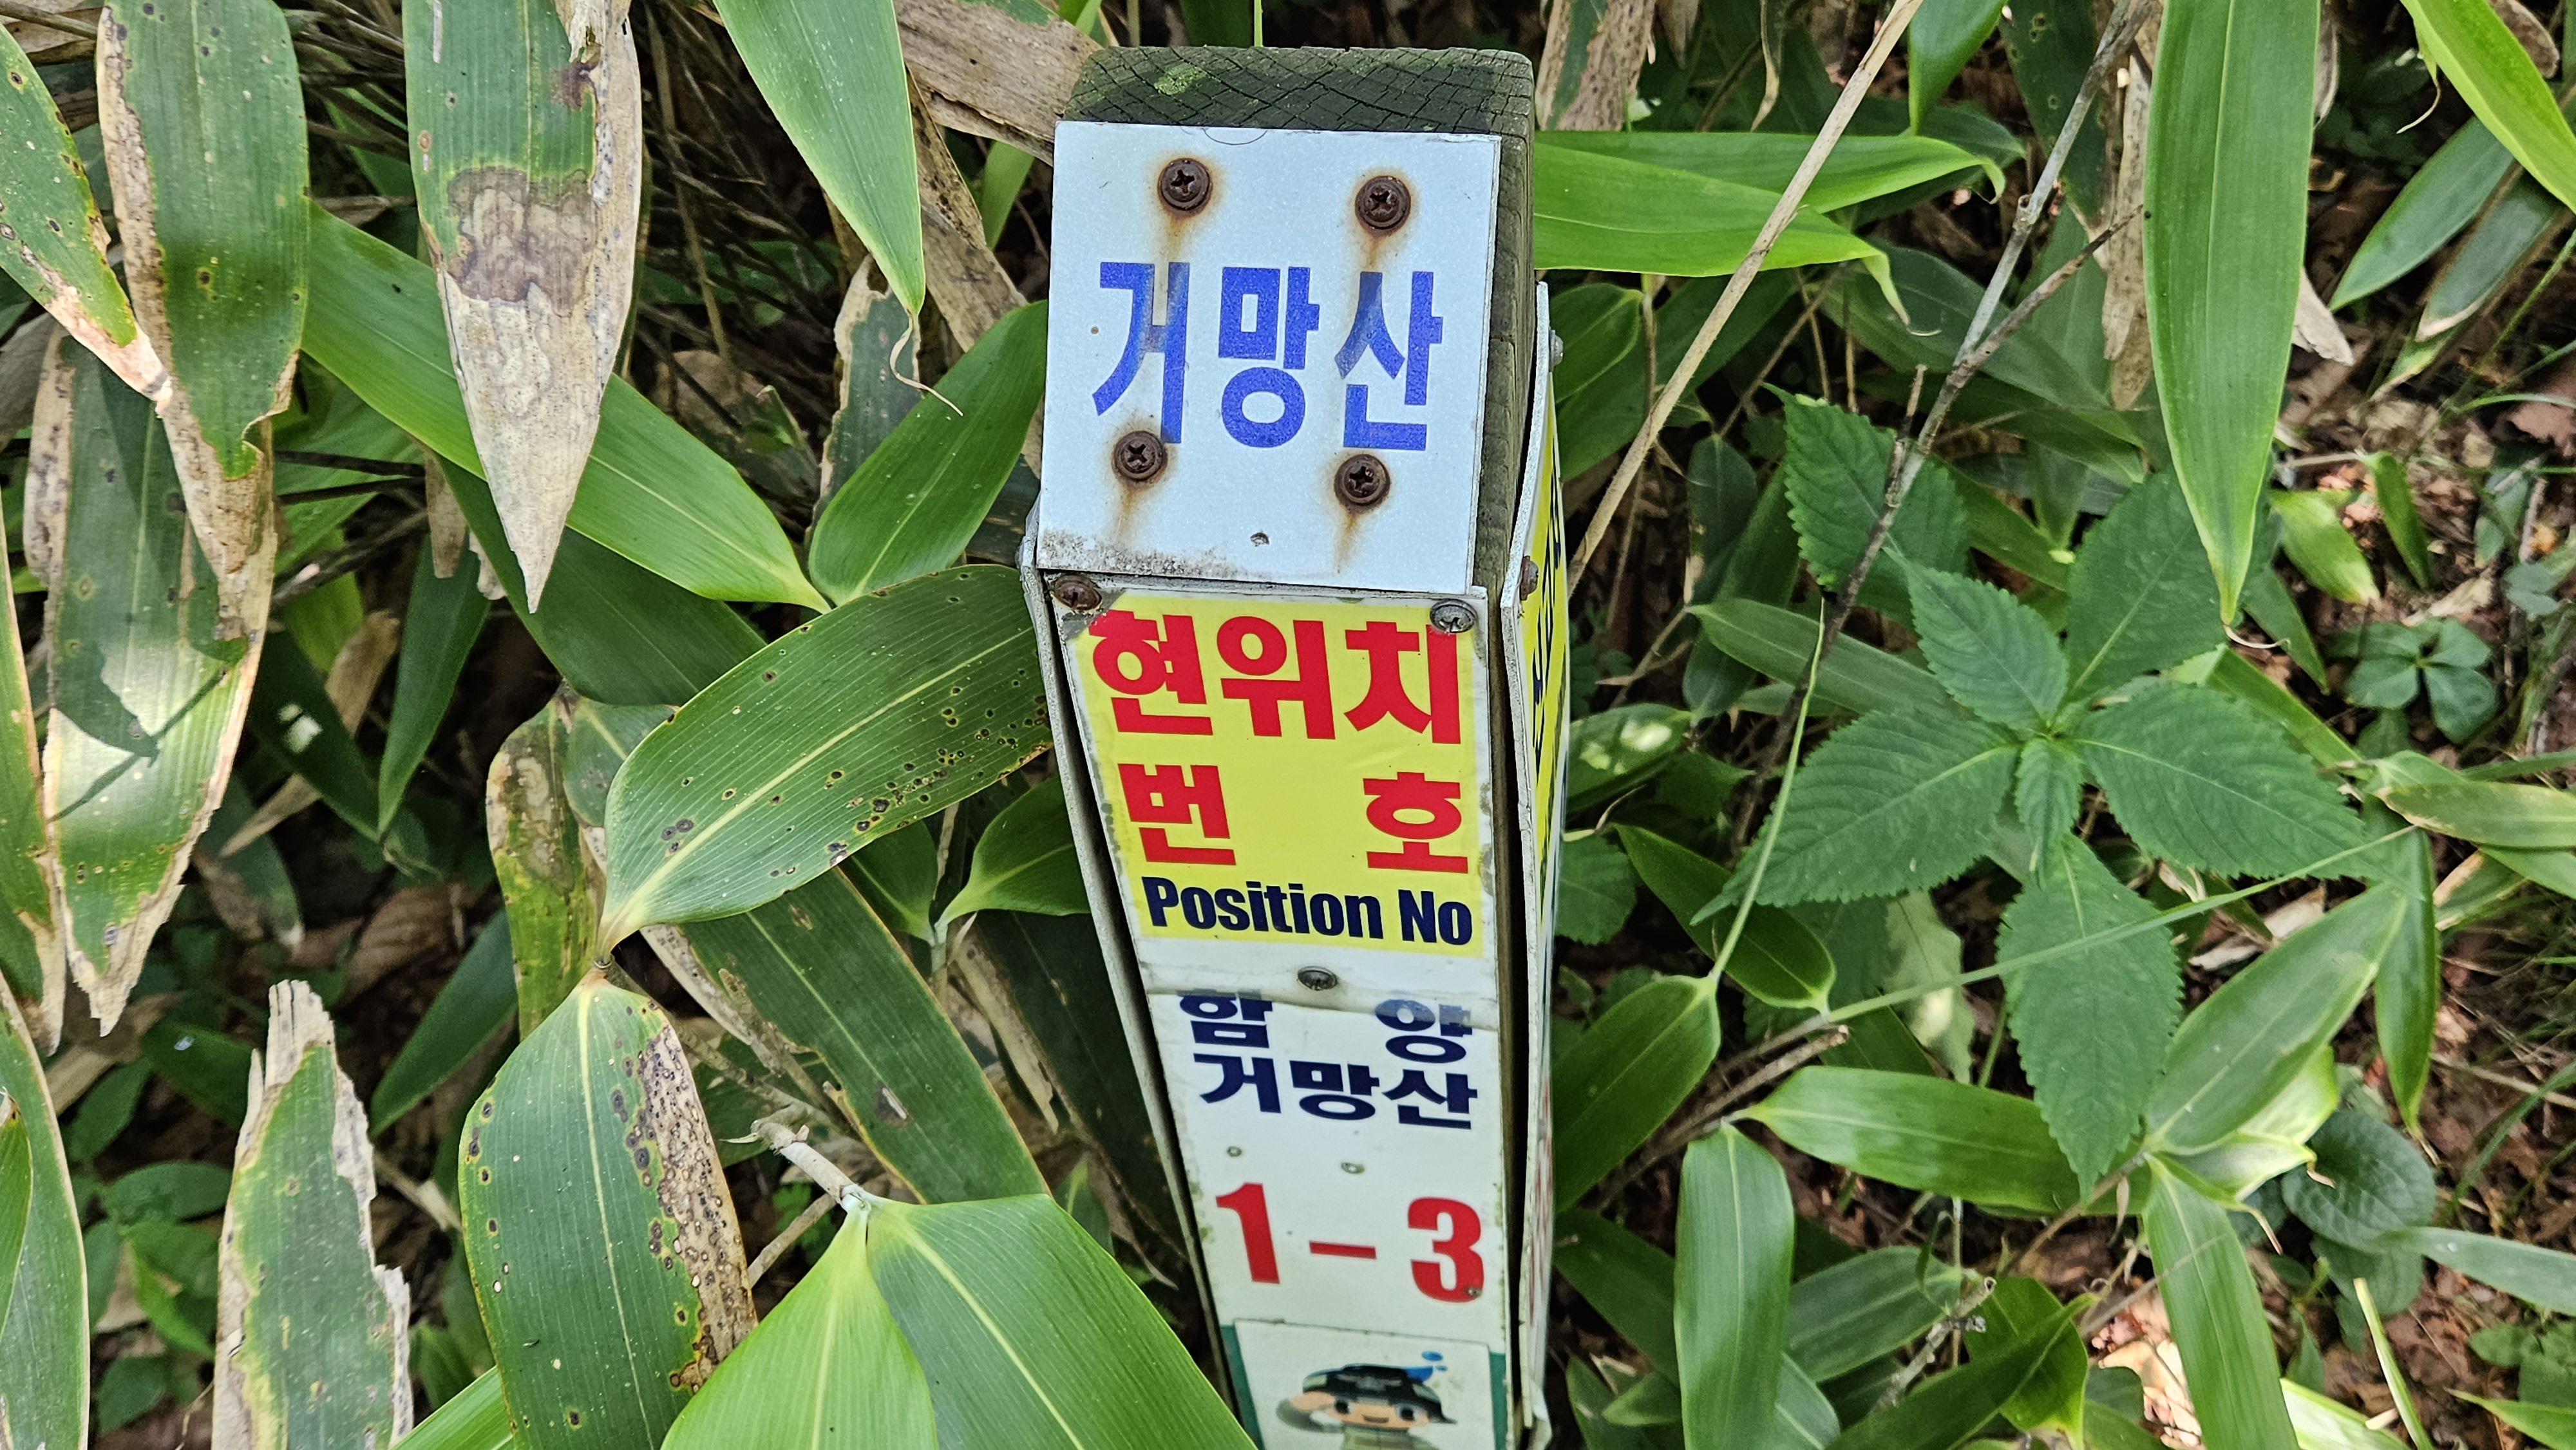 거망산
현위치
번 호
Position No
함 양
거망산
1-3